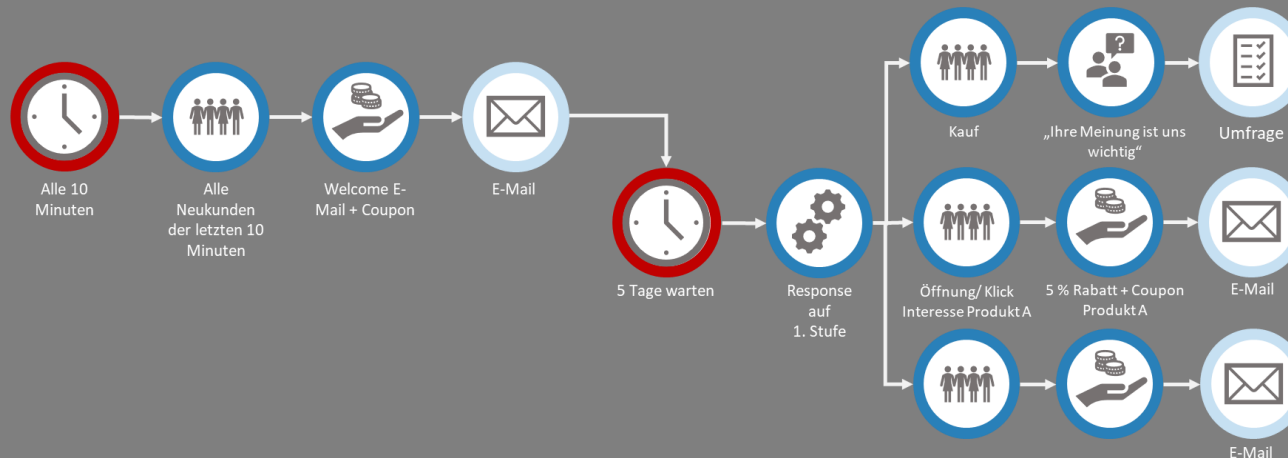 Alle 10
Minuten
Alle
Neukunden
der letzten 10
Minuten
Welcome E-
Mail + Coupon
E-Mail
5 Tage warten
Response
auf
1. Stufe
?
Kauf
„Ihre Meinung ist uns
wichtig“
Umfrage
Öffnung/ Klick
Interesse Produkt A
5 % Rabatt + Coupon
Produkt A
E-Mail
E-Mail